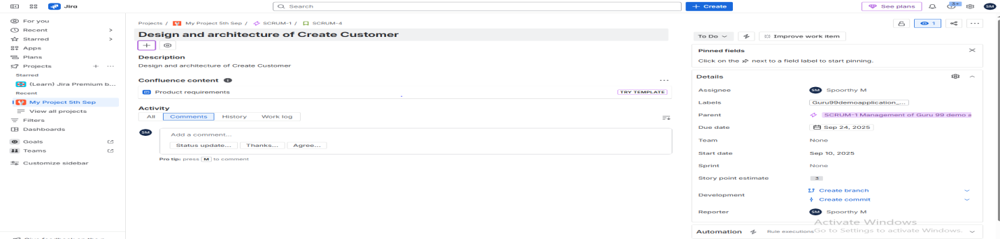 Jira
Search
+ Create
See plans
3+
SM
For you
Recent
Starred
Apps
Plans
Projects
Starred
(Learn) Jira Premium b...
Recent
My Project 5th Sep
View all projects
Filters
Dashboards
Goals
Teams
Customize sidebar
Projects / My Project 5th Sep / SCRUM-1 / SCRUM-4
Design and architecture of Create Customer
Description
Design and architecture of Create Customer
Confluence content
Product requirements
TRY TEMPLATE
Activity
All Comments History Work log
SM
Add a comment...
Status update... Thanks... Agree...
Pro tip: press M to comment
1
To Do
Improve work item
Pinned fields
Click on the next to a field label to start pinning.
Details
Assignee SM Spoorthy M
Labels Guru99demoapplication_...
Parent SCRUM-1 Management of Guru 99 demo a
Due date Sep 24, 2025
Team None
Start date Sep 10, 2025
Sprint None
Story point estimate 3
Development Create branch
Create commit
Reporter SM Spoorthy M
Activate Windows
Go to Settings to activate Windows.
Automation Rule executions